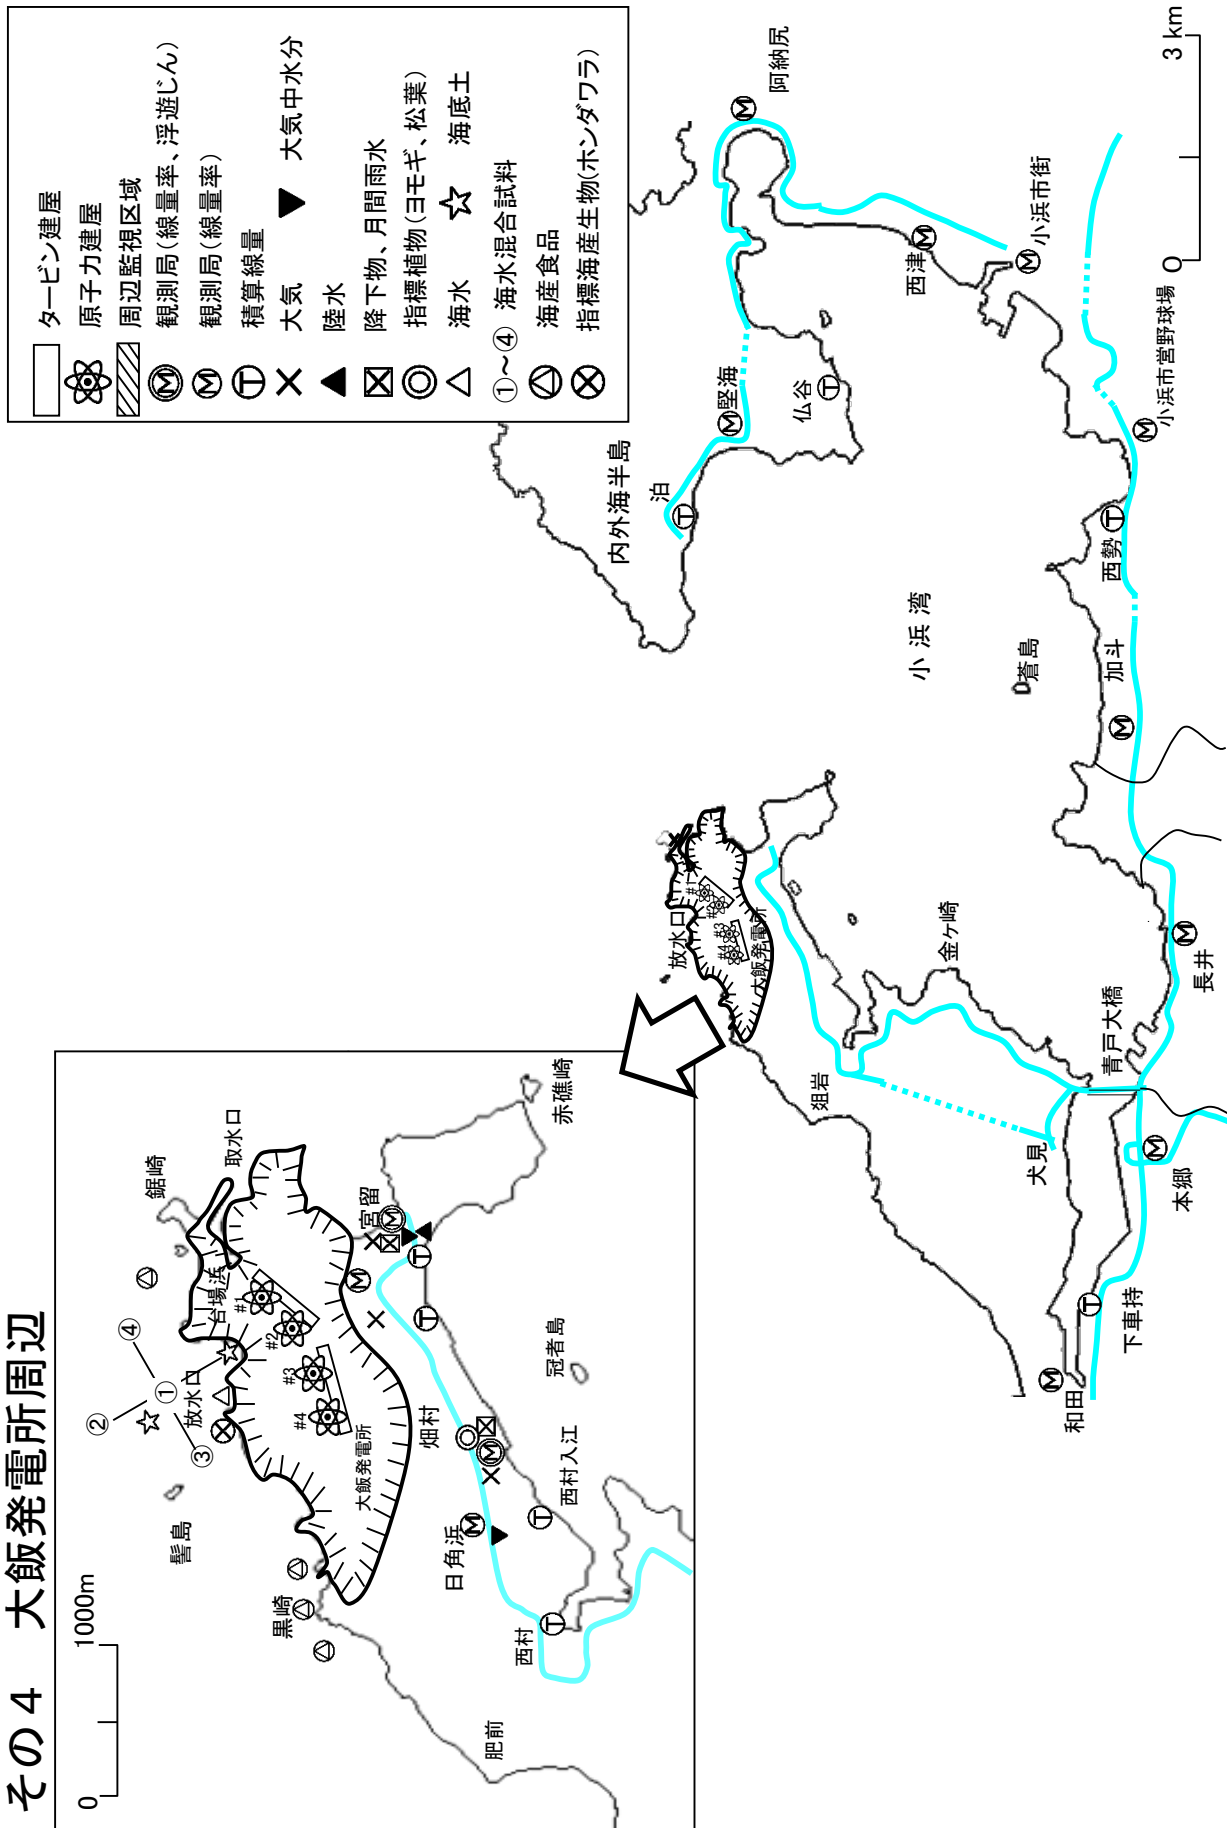 その４　大飯発電所周辺
タービン建屋
原子力建屋
周辺監視区域
Ⓜ 観測局（線量率、浮遊じん）
Ⓜ 観測局（線量率）
Ⓣ 積算線量
× 大気
▼ 大気中水分
▲ 陸水
降下物、月間雨水
◎ 指標植物（ヨモギ、松葉）
△ 海水
☆ 海底土
①～④ 海水混合試料
海産食品
⊗ 指標海産生物（ホンダワラ）
0
1000m
鋸崎
取水口
台場浜
放水口
①
②
③
④
#1
#2
#3
#4
大飯発電所
髻島
黒崎
肥前
宮留
赤礁崎
畑村
冠者島
日角浜
西村入江
西村
放水口
#1
#2
#3
#4
大飯発電所
内外海半島
泊
堅海
仏谷
阿納尻
西津
小浜市街
小浜市営野球場
小浜湾
蒼島
西勢
加斗
長井
金ヶ崎
青戸大橋
爼岩
犬見
本郷
下車持
和田
0
3 km